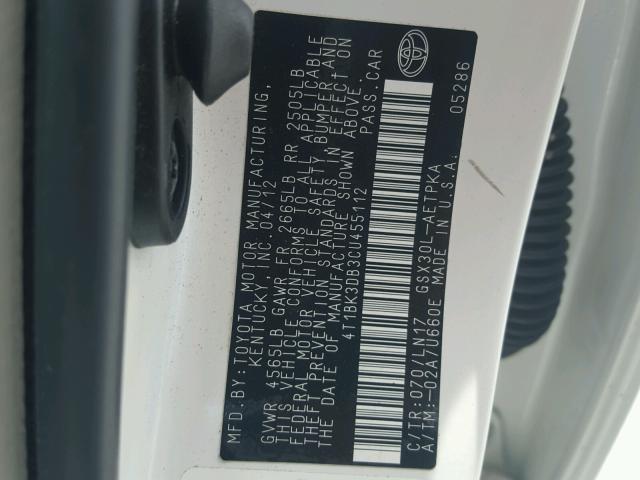 MFD. BY: TOYOTA MOTOR MANUFACTURING,
KENTUCKY, INC. 04/12
GVWR 4565LB GAWR FR 2665LB RR 2505LB
THIS VEHICLE CONFORMS TO ALL APPLICABLE
FEDERAL MOTOR VEHICLE SAFETY, BUMPER AND
THEFT PREVENTION STANDARDS IN EFFECT ON
THE DATE OF MANUFACTURE SHOWN ABOVE.
4T1BK3DB3CU455112 PASS. CAR
C/TR: 070/LN17 GSX30L-AETPKA
A/TM: -02A/U660E MADE IN U.S.A. 05286